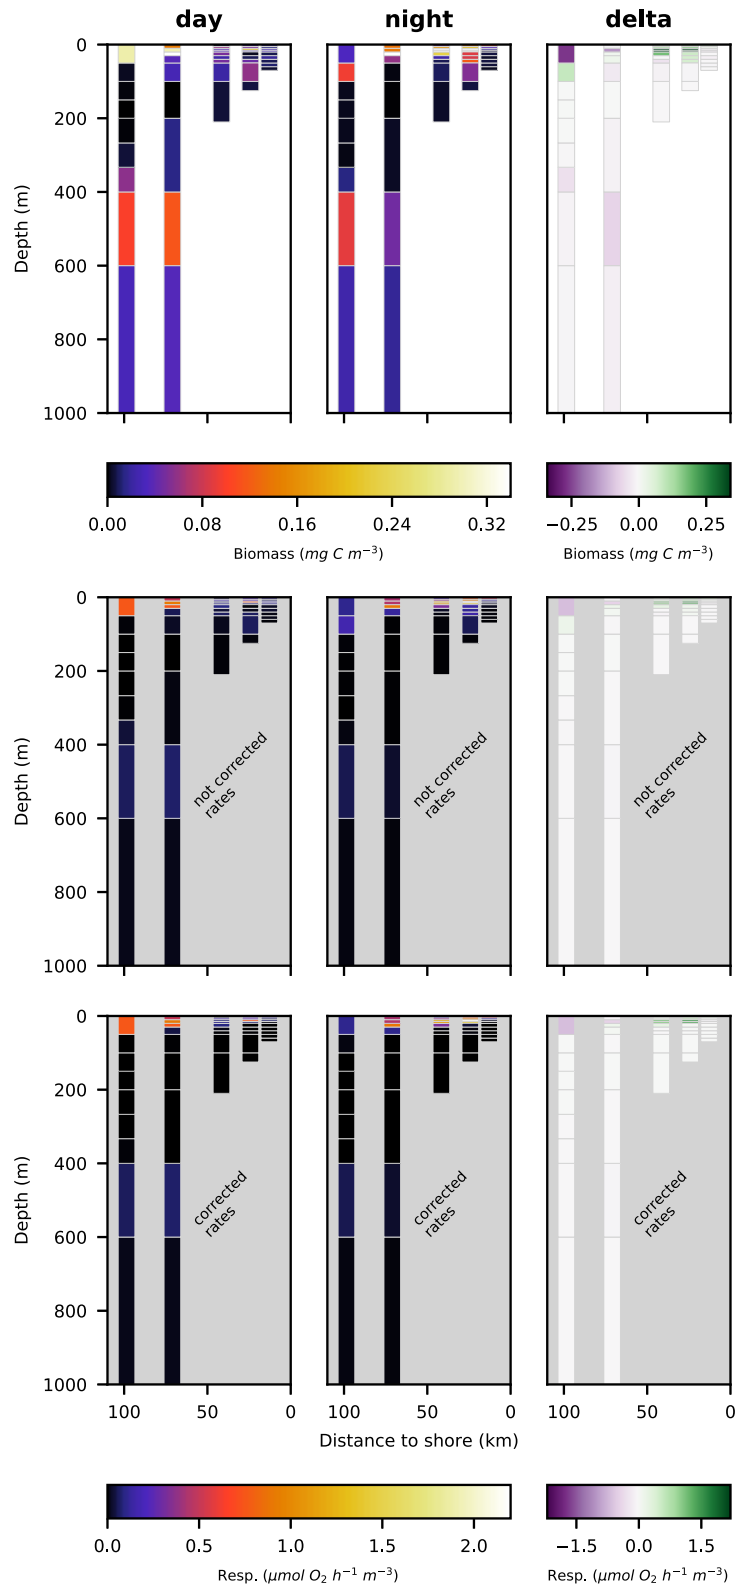 day night delta
0
200
400
600
800
1000
Depth (m)
0.00 0.08 0.16 0.24 0.32 −0.25 0.00 0.25
Biomass (mg C m⁻³) Biomass (mg C m⁻³)
0
200
400
600
800
1000
Depth (m)
not corrected
rates
not corrected
rates
not corrected
rates
0
200
400
600
800
1000
Depth (m)
corrected
rates
corrected
rates
corrected
rates
100 50 0 100 50 0 100 50 0
Distance to shore (km)
0.0 0.5 1.0 1.5 2.0 −1.5 0.0 1.5
Resp. (μmol O₂ h⁻¹ m⁻³) Resp. (μmol O₂ h⁻¹ m⁻³)